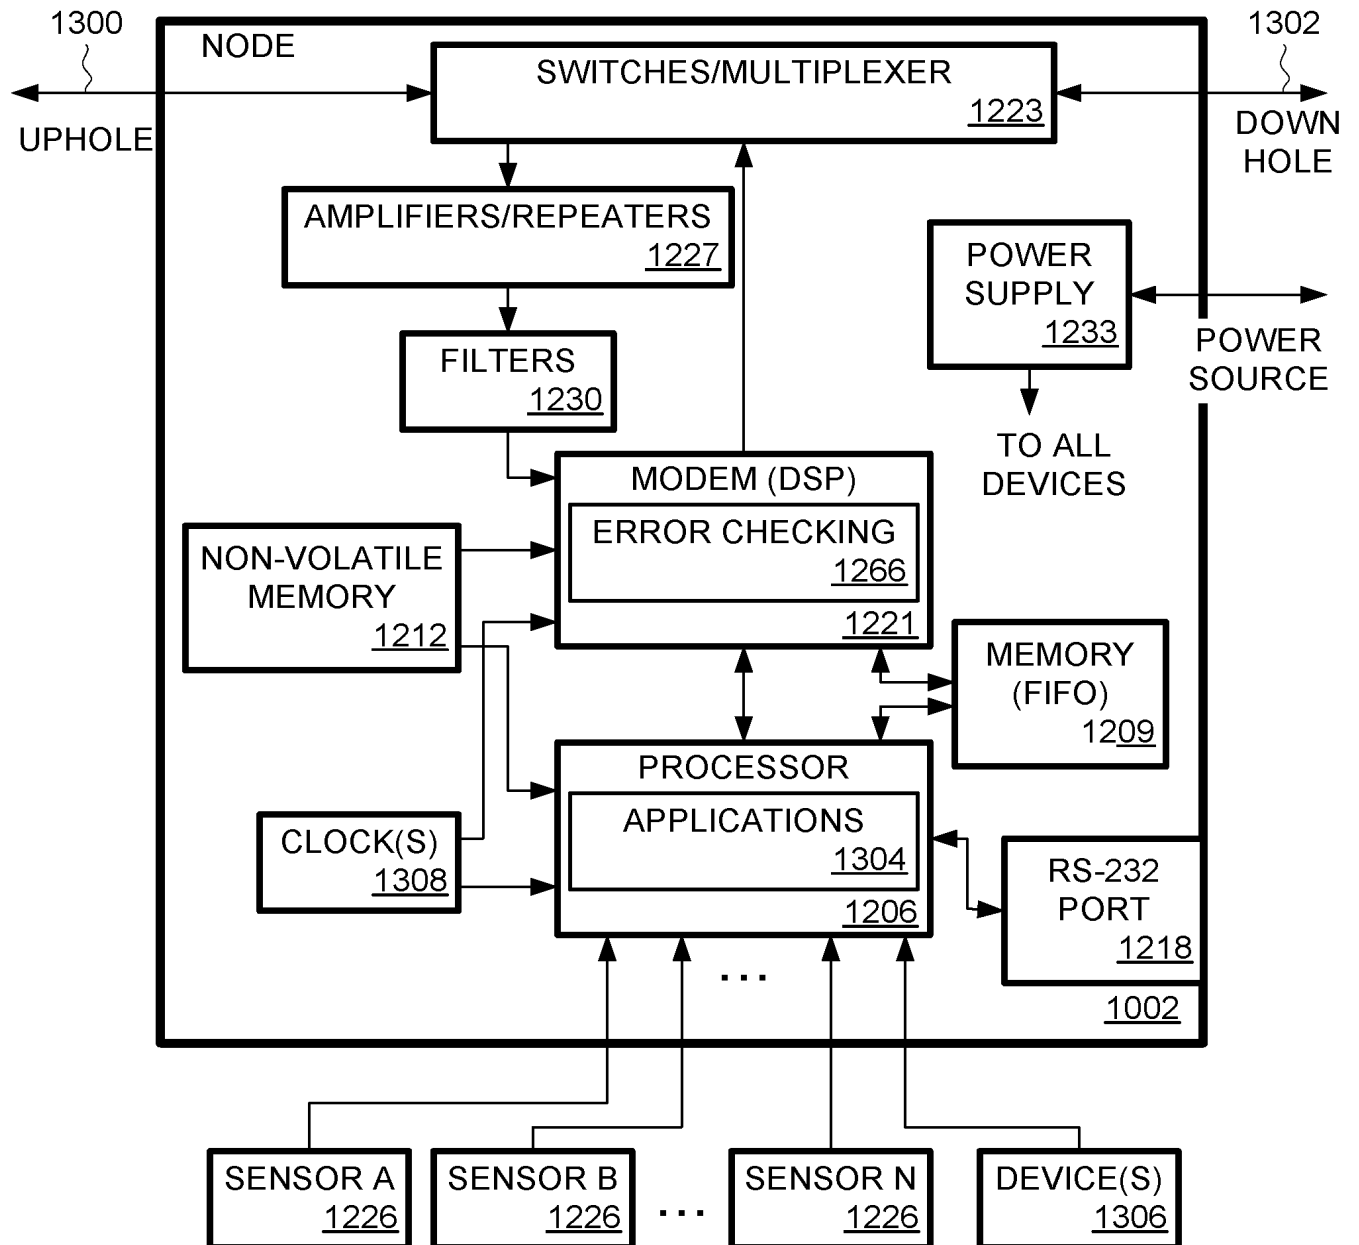 1300
1302
NODE
SWITCHES/MULTIPLEXER
1223
UPHOLE
DOWN
HOLE
AMPLIFIERS/REPEATERS
1227
POWER
SUPPLY
1233
POWER
SOURCE
FILTERS
1230
TO ALL
DEVICES
MODEM (DSP)
ERROR CHECKING
1266
1221
NON-VOLATILE
MEMORY
1212
MEMORY
(FIFO)
1209
PROCESSOR
APPLICATIONS
1304
1206
CLOCK(S)
1308
RS-232
PORT
1218
...
1002
SENSOR A
1226
SENSOR B
1226
...
SENSOR N
1226
DEVICE(S)
1306